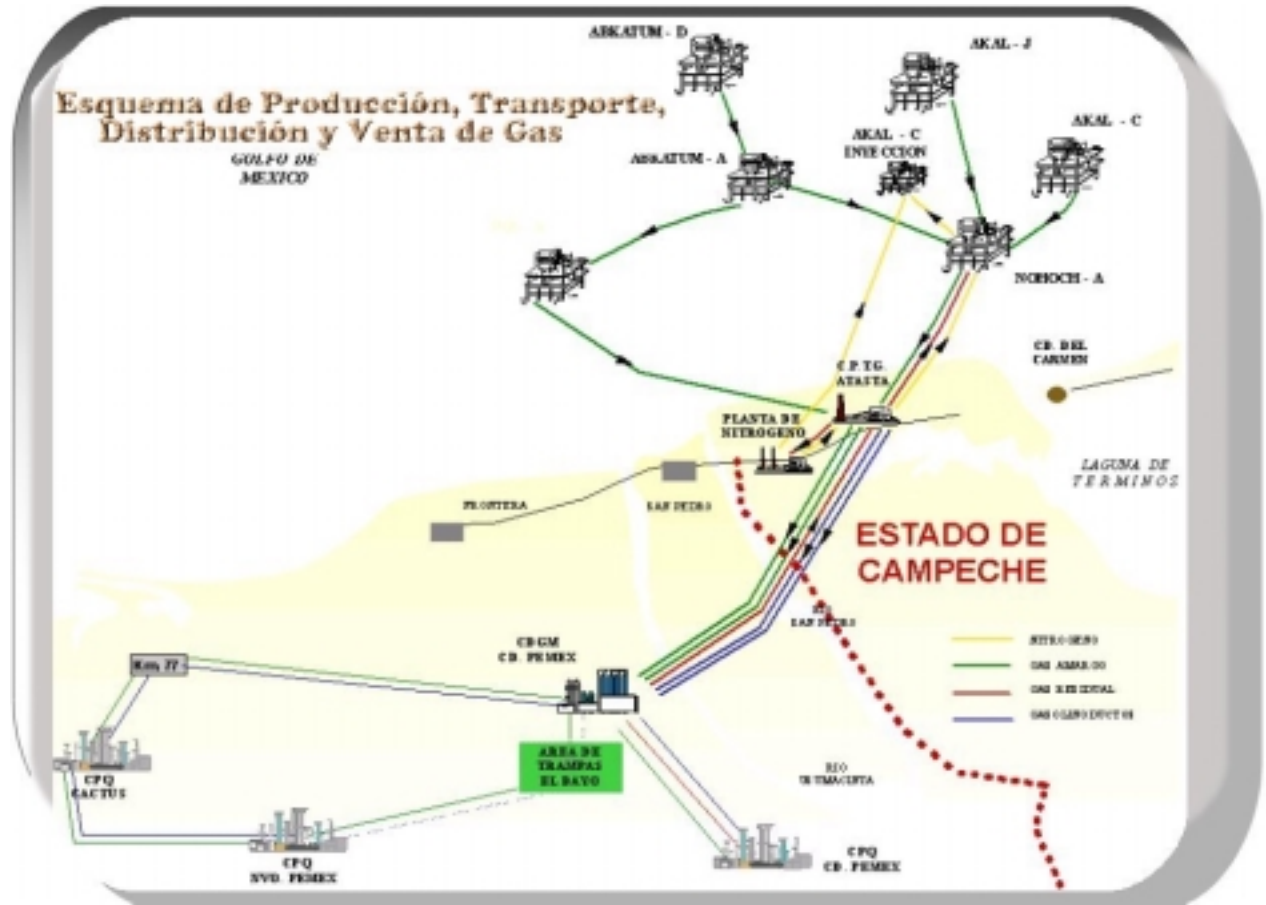 ABKATUM - D
AKAL - J
Esquema de Producción, Transporte,
Distribución y Venta de Gas
GOLFO DE
MEXICO
ABKATUM - A
AKAL - C
INYECCION
AKAL - C
NOHOCH - A
CD. DEL
CARMEN
C.P.TG.
ATASTA
PLANTA DE
NITROGENO
LAGUNA DE
TERMINOS
FRONTERA
SAN PEDRO
ESTADO DE
CAMPECHE
RIO
SAN PEDRO
NITROGENO
GAS AMARGO
GAS RESIDUAL
GASOLINODUCTOS
CD. PEMEX
AREA DE
TRAMPAS
EL BAYO
RIO
USUMACINTA
CPQ
CACTUS
CPQ
NVO. PEMEX
CPQ
CD. PEMEX